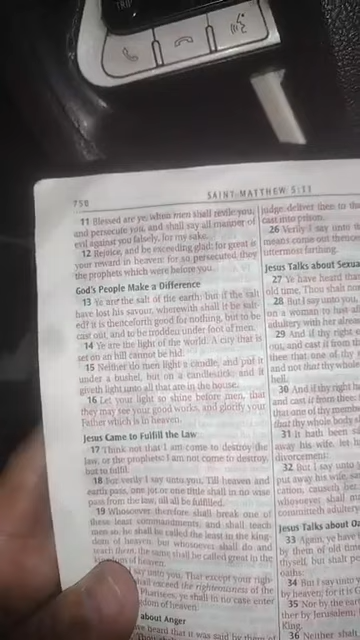 TRIP
758
SAINT MATTHEW 5:11
11 Blessed are ye, when men shall revile you,
and persecute you, and shall say all manner of
evil against you falsely, for my sake.
12 Rejoice, and be exceeding glad: for great is
your reward in heaven: for so persecuted they
the prophets which were before you.
God's People Make a Difference
13 Ye are the salt of the earth: but if the salt
have lost his savour, wherewith shall it be salt-
ed? it is thenceforth good for nothing, but to be
cast out, and to be trodden under foot of men.
14 Ye are the light of the world. A city that is
set on an hill cannot be hid.
15 Neither do men light a candle, and put it
under a bushel, but on a candlestick; and it
giveth light unto all that are in the house.
16 Let your light so shine before men, that
they may see your good works, and glorify your
Father which is in heaven.
Jesus Came to Fulfill the Law
17 Think not that I am come to destroy the
law, or the prophets: I am not come to destroy,
but to fulfil.
18 For verily I say unto you, Till heaven and
earth pass, one jot or one tittle shall in no wise
pass from the law, till all be fulfilled.
19 Whosoever therefore shall break one of
these least commandments, and shall teach
men so, he shall be called the least in the king-
dom of heaven: but whosoever shall do and
teach them, the same shall be called great in the
kingdom of heaven.
say unto you, That except your right-
shall exceed the righteousness of the
Pharisees, ye shall in no case enter
kingdom of heaven.
about Anger
have heard that it was said by them of
judge deliver thee to the
cast into prison.
26 Verily I say unto
means come out thence
uttermost farthing.
Jesus Talks about Sexua
27 Ye have heard that
old time, Thou shalt no
28 But I say unto you
on a woman to lust af
adultery with her alrea
29 And if thy right
out, and cast it from
thee that one of thy
and not that thy whole
hell.
30 And if thy right
and cast it from thee: f
that one of thy mem
that thy whole body s
31 It hath been sa
away his wife, let hi
divorcement:
32 But I say unto
put away his wife, sav
cation, causeth her
whosoever shall
committeth adultery
Jesus Talks about Oa
33 Again, ye have h
by them of old time
thyself, but shalt pe
oaths:
34 But I say unto y
by heaven; for it is G
35 Nor by the eart
ther by Jerusalem;
King.
36 Neither